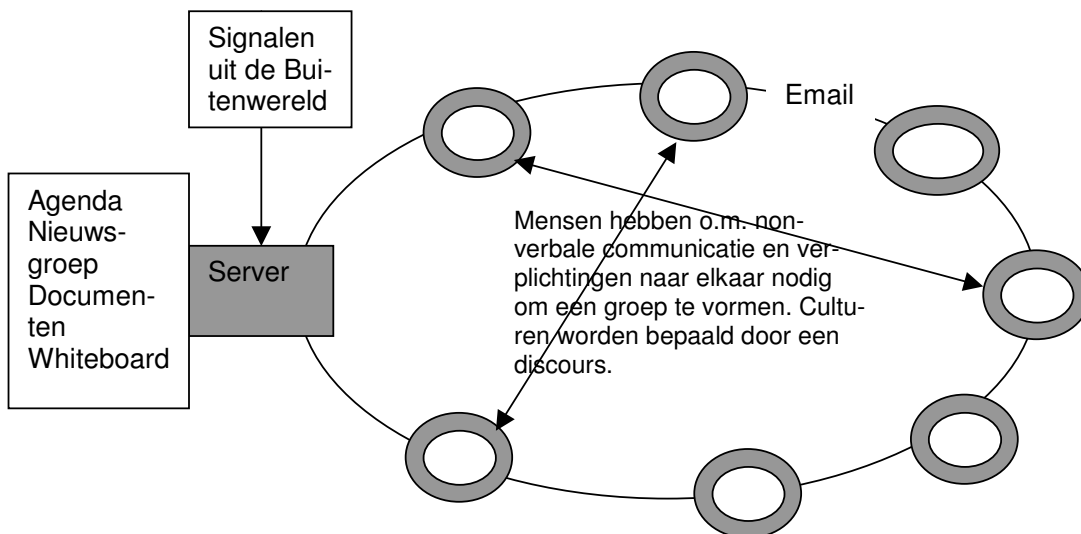 Signalen
uit de Bui-
tenwereld
Email
Agenda
Nieuws-
groep
Documen-
ten
Whiteboard
Server
Mensen hebben o.m. non-
verbale communicatie en ver-
plichtingen naar elkaar nodig
om een groep te vormen. Cultu-
ren worden bepaald door een
discours.